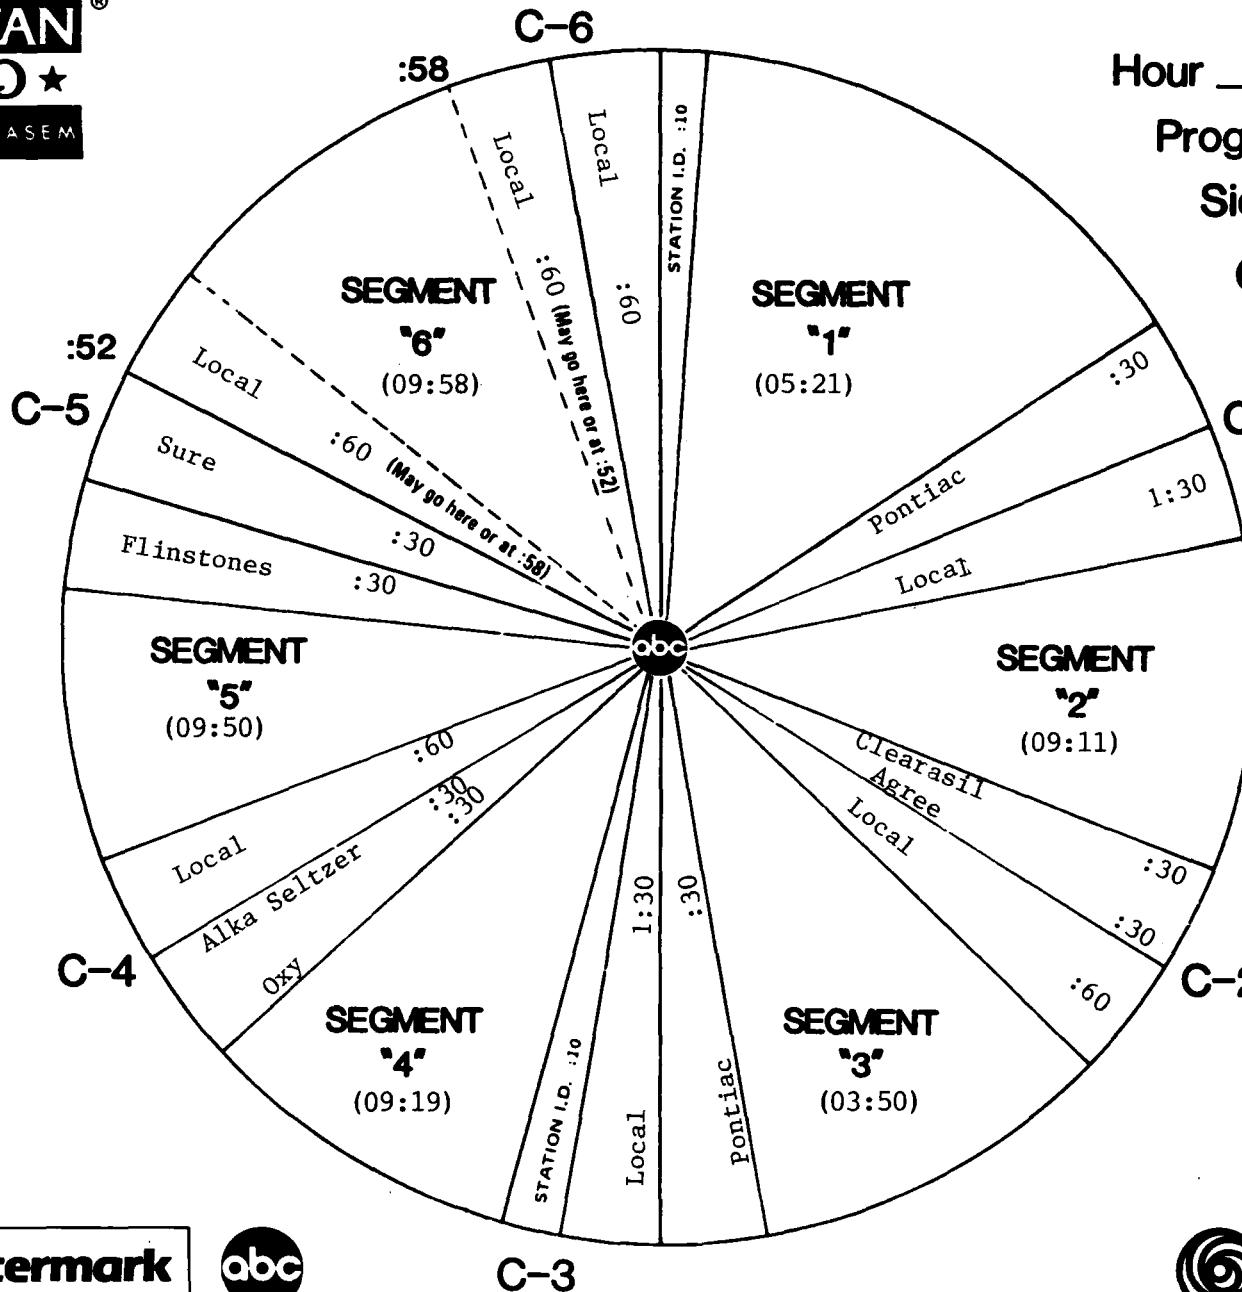 ®
C-6
:58
Hour
ASEM
Local
:60 (May go here or at :52)
Local
:60
STATION I.D. :10
SEGMENT
"1"
(05:21)
:30
Pontiac
1:30
Local
SEGMENT
"2"
(09:11)
Clearasil
:30
Agree
:30
Local
:60
SEGMENT
"3"
(03:50)
:30
Pontiac
1:30
Local
STATION I.D. :10
C-3
SEGMENT
"4"
(09:19)
Oxy
:30
Alka Seltzer
:30
C-4
Local
:60
SEGMENT
"5"
(09:50)
Flinstones
:30
Sure
:30
C-5
:52
Local
:60 (May go here or at :58)
SEGMENT
"6"
(09:58)
abc
termark
abc